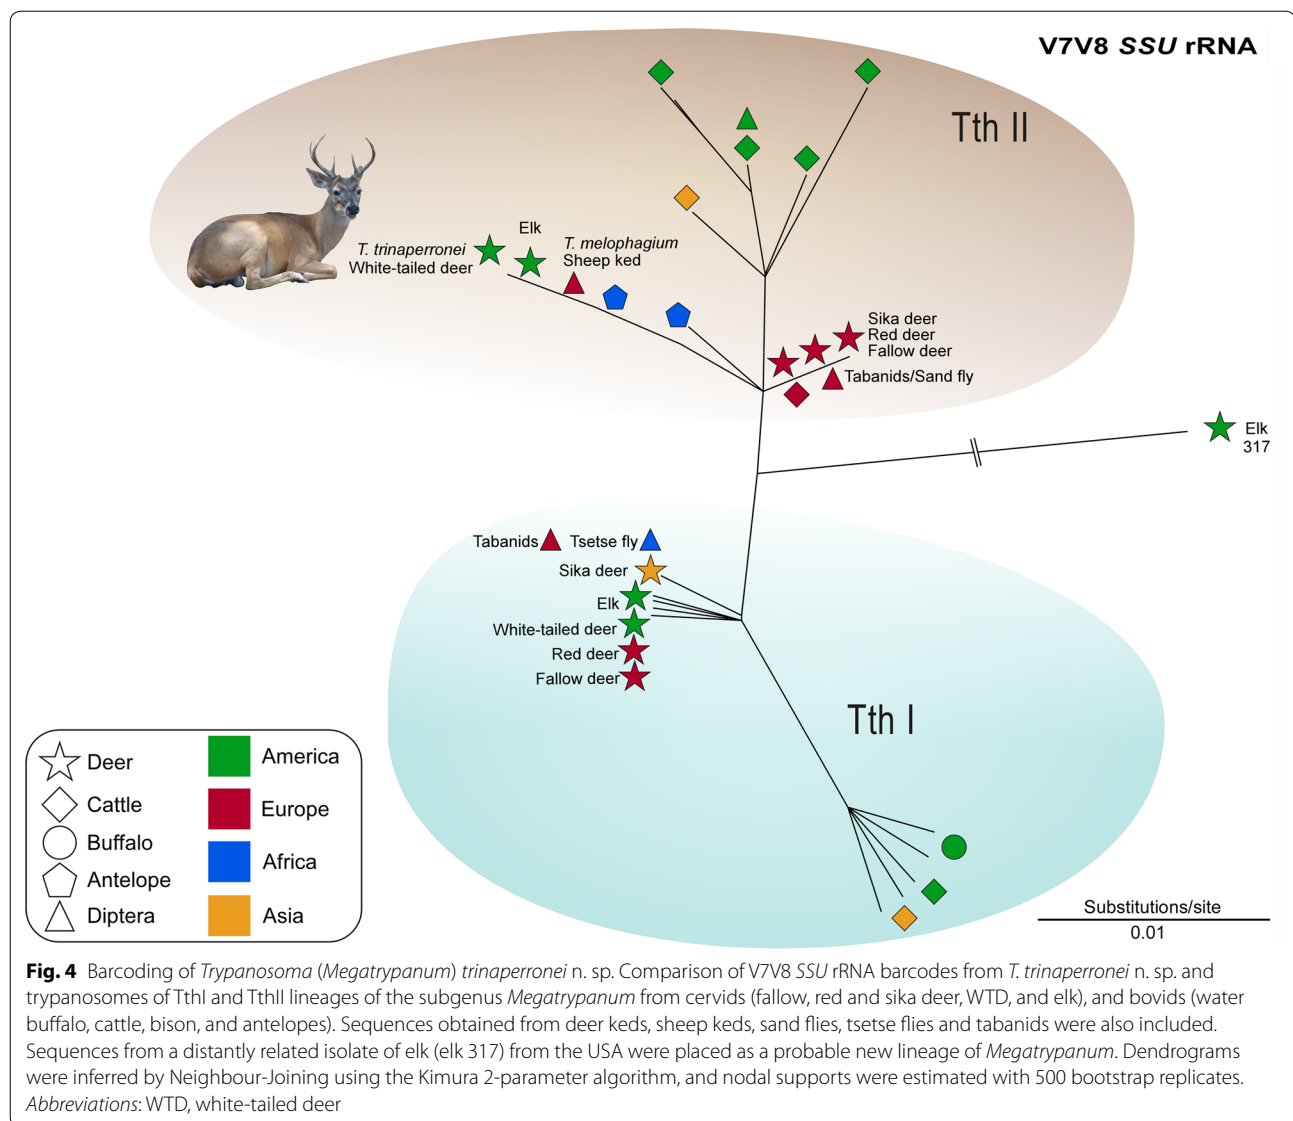 V7V8 SSU rRNA
Tth II
Elk
T. trinaperronei
White-tailed deer
T. melophagium
Sheep ked
Sika deer
Red deer
Fallow deer
Tabanids/Sand fly
Elk
317
Tabanids
Tsetse fly
Sika deer
Elk
White-tailed deer
Red deer
Fallow deer
Tth I
Deer
Cattle
Buffalo
Antelope
Diptera
America
Europe
Africa
Asia
Substitutions/site
0.01
Fig. 4 Barcoding of Trypanosoma (Megatrypanum) trinaperronei n. sp. Comparison of V7V8 SSU rRNA barcodes from T. trinaperronei n. sp. and
trypanosomes of TthI and TthII lineages of the subgenus Megatrypanum from cervids (fallow, red and sika deer, WTD, and elk), and bovids (water
buffalo, cattle, bison, and antelopes). Sequences obtained from deer keds, sheep keds, sand flies, tsetse flies and tabanids were also included.
Sequences from a distantly related isolate of elk (elk 317) from the USA were placed as a probable new lineage of Megatrypanum. Dendrograms
were inferred by Neighbour-Joining using the Kimura 2-parameter algorithm, and nodal supports were estimated with 500 bootstrap replicates.
Abbreviations: WTD, white-tailed deer